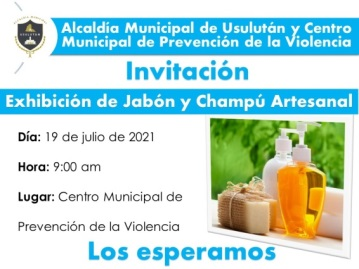 Alcaldía Municipal de Usulután y Centro
Municipal de Prevención de la Violencia
Invitación
Exhibición de Jabón y Champú Artesanal
Día: 19 de julio de 2021
Hora: 9:00 am
Lugar: Centro Municipal de
Prevención de la Violencia
Los esperamos